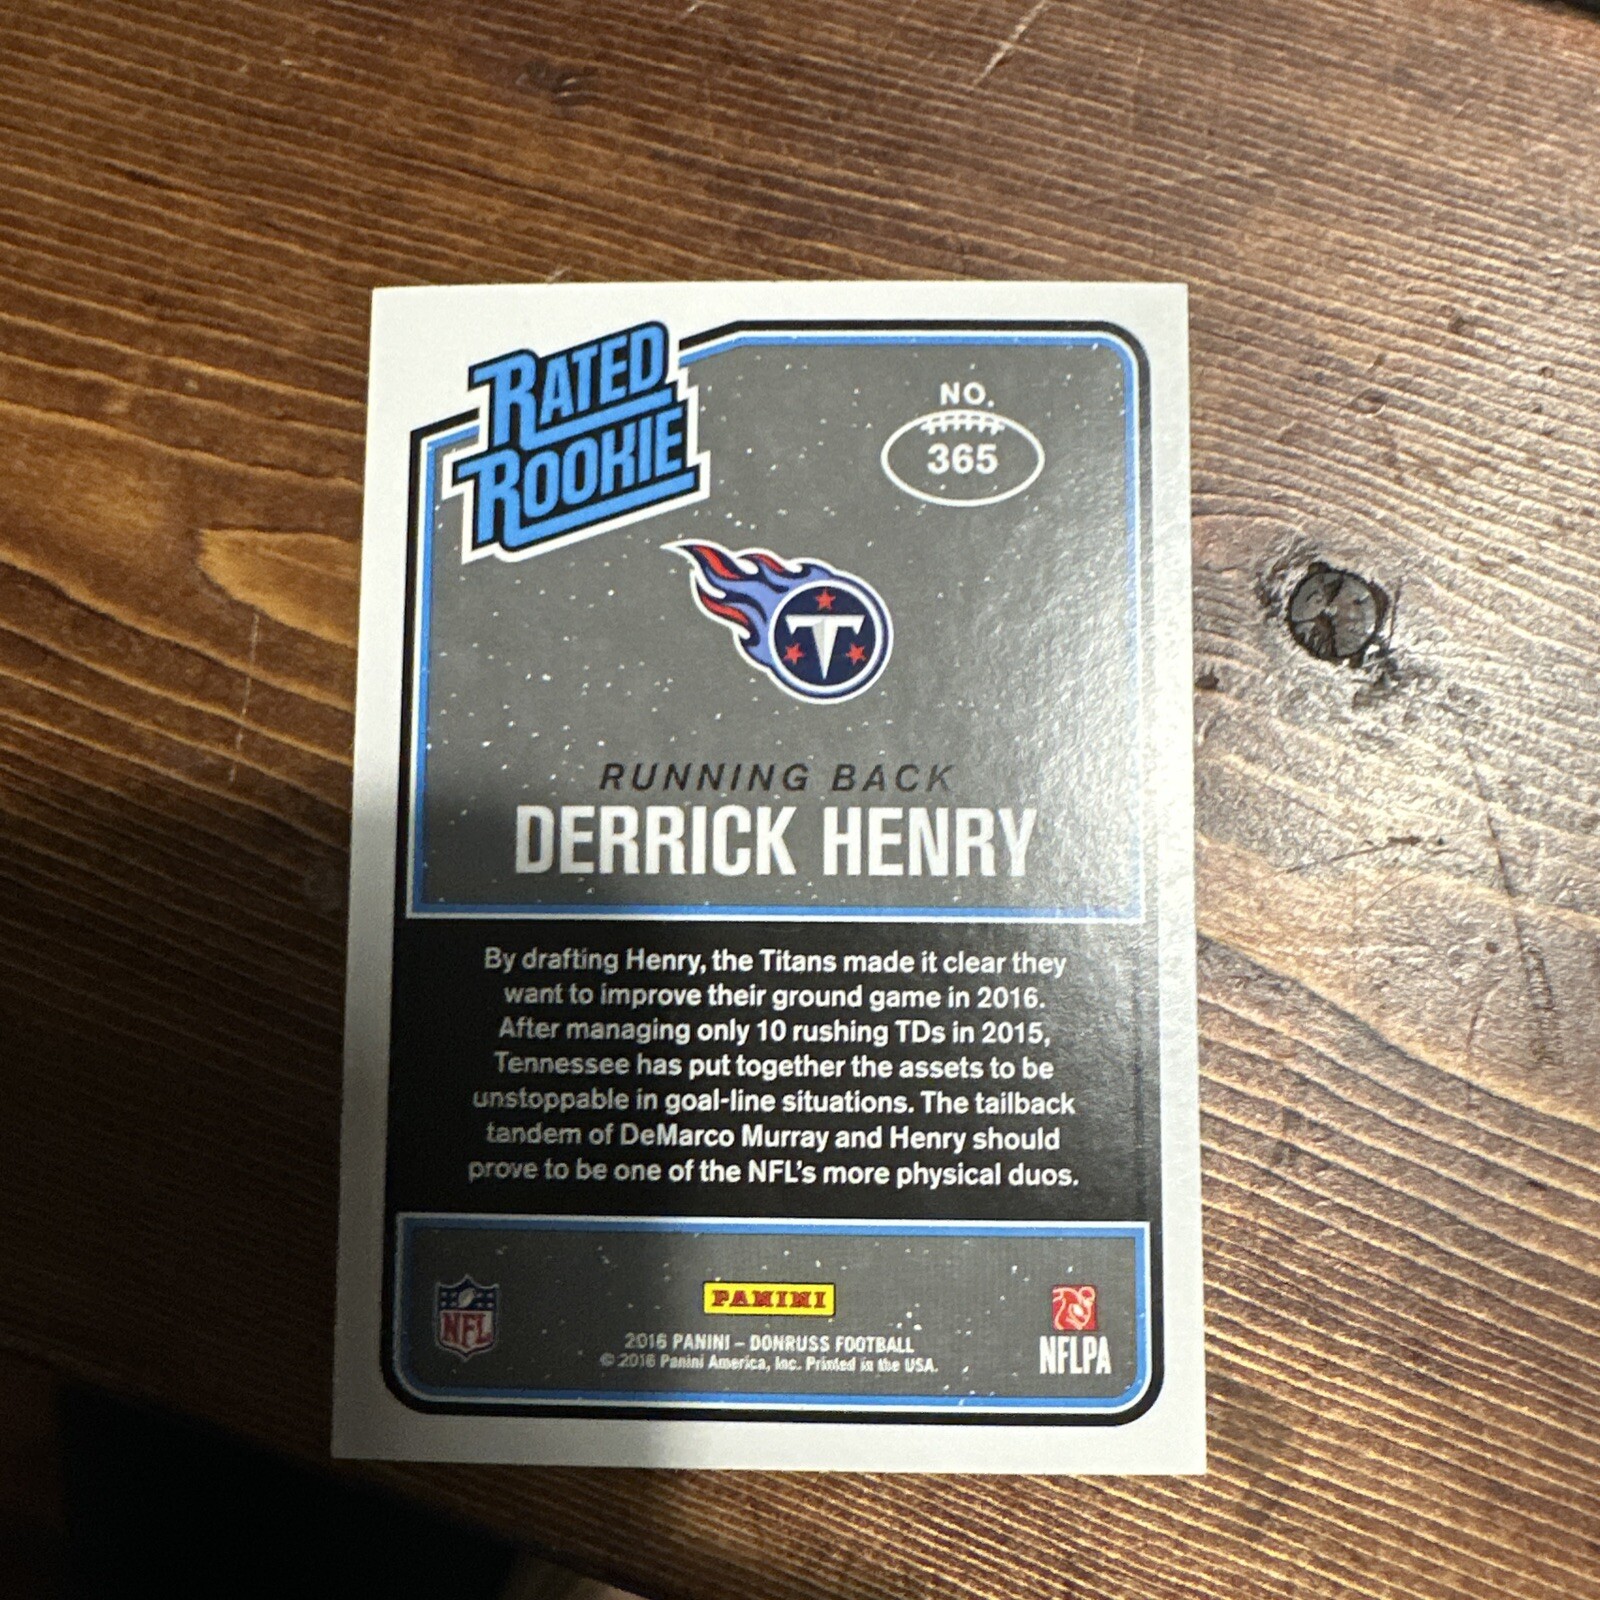 RATED
ROOKIE
NO.
365
T
RUNNING BACK
DERRICK HENRY
By drafting Henry, the Titans made it clear they
want to improve their ground game in 2016.
After managing only 10 rushing TDs in 2015,
Tennessee has put together the assets to be
unstoppable in goal-line situations. The tailback
tandem of DeMarco Murray and Henry should
prove to be one of the NFL's more physical duos.
NFL
PANINI
2016 PANINI – DONRUSS FOOTBALL
© 2016 Panini America, Inc. Printed in the USA.
NFLPA